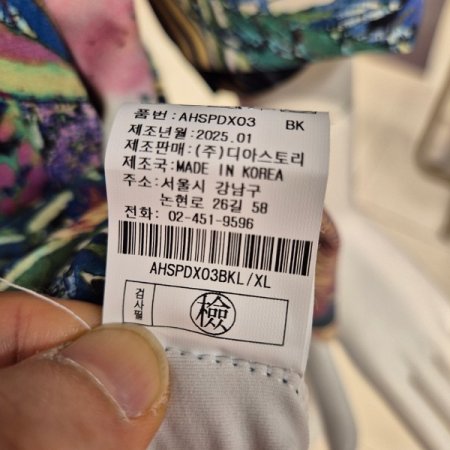 품번: AHSPDX03 BK
제조년월: 2025.01
제조판매: (주)디아스토리
제조국: MADE IN KOREA
주소: 서울시 강남구
논현로 26길 58
전화: 02-451-9596
AHSPDX03BKL/XL
검사필 檢